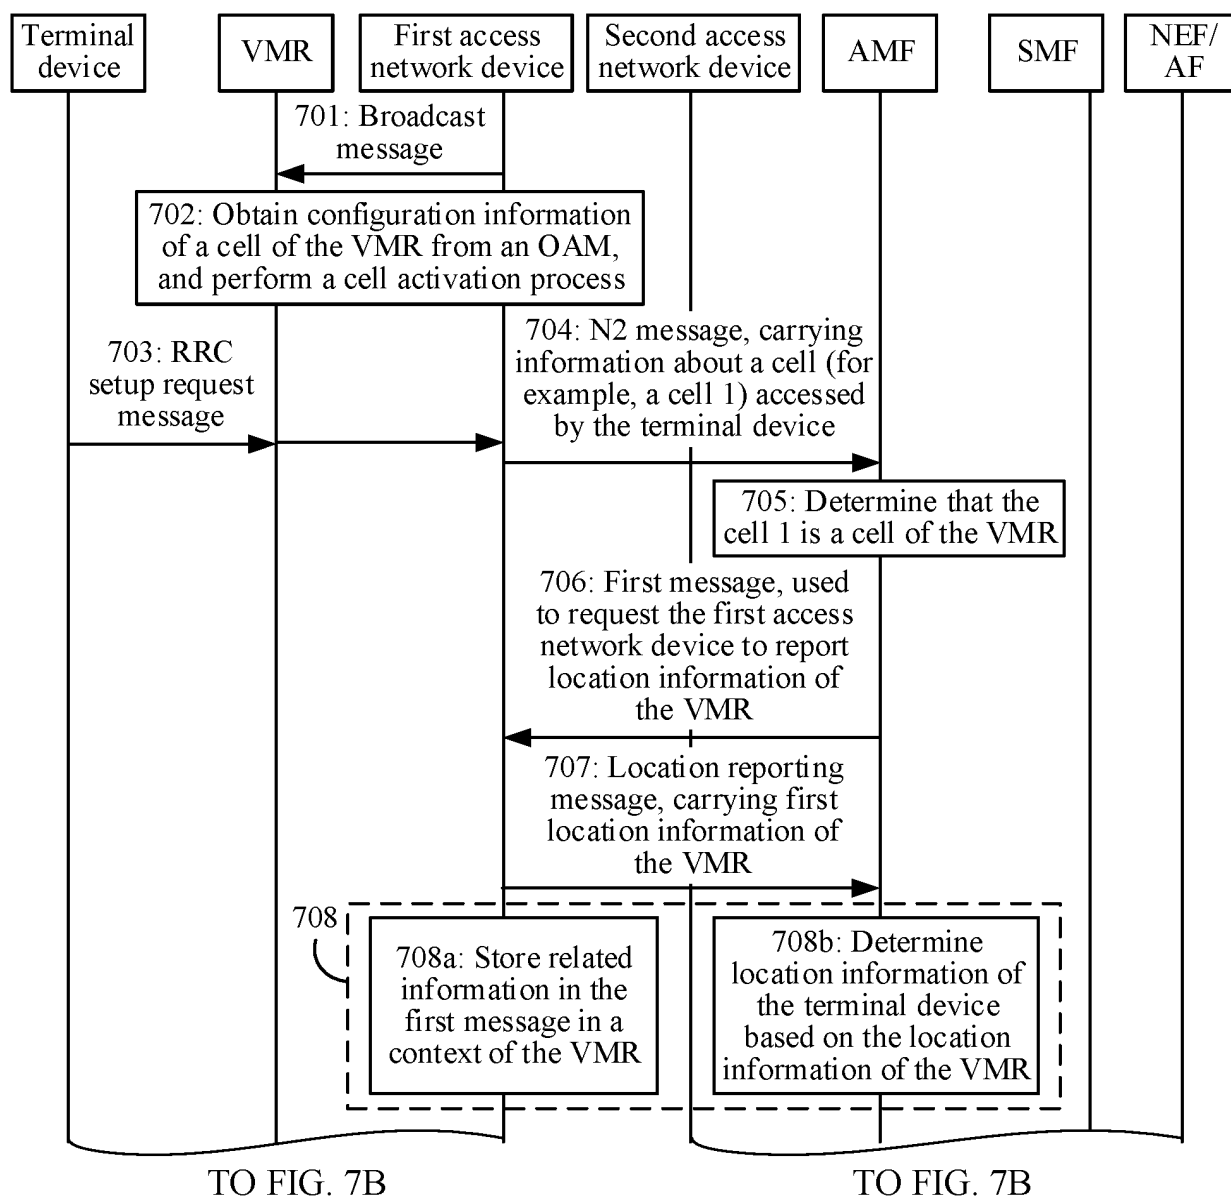 Terminal
device
VMR
First access
network device
Second access
network device
AMF
SMF
NEF/
AF
701: Broadcast
message
702: Obtain configuration information
of a cell of the VMR from an OAM,
and perform a cell activation process
703: RRC
setup request
message
704: N2 message, carrying
information about a cell (for
example, a cell 1) accessed
by the terminal device
705: Determine that the
cell 1 is a cell of the VMR
706: First message, used
to request the first access
network device to report
location information of
the VMR
707: Location reporting
message, carrying first
location information of
the VMR
708
708a: Store related
information in the
first message in a
context of the VMR
708b: Determine
location information of
the terminal device
based on the location
information of the VMR
TO FIG. 7B
TO FIG. 7B